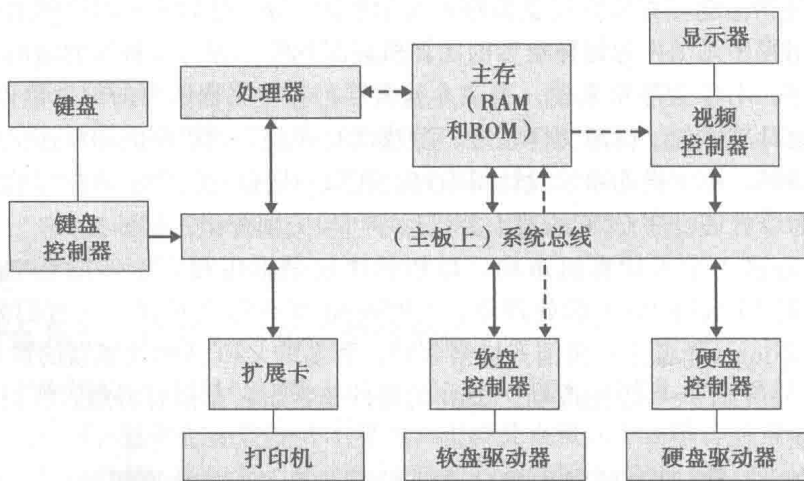 显示器
键盘
处理器
主存
(RAM
和ROM)
视频
控制器
键盘
控制器
(主板上)系统总线
扩展卡
软盘
控制器
硬盘
控制器
打印机
软盘驱动器
硬盘驱动器